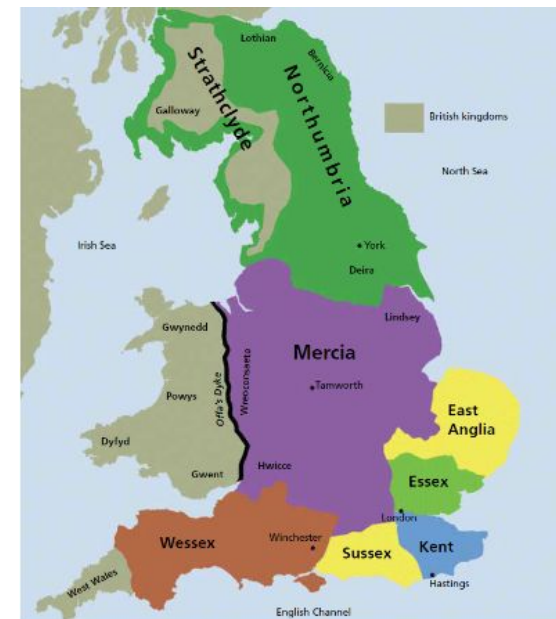 Lothian
Bernicia
Strathclyde
Northumbria
Galloway
British kingdoms
North Sea
Irish Sea
York
Deira
Lindsey
Gwynedd
Mercia
Wreoconsaeta
Offa's Dyke
Powys
Tamworth
East
Anglia
Dyfyd
Hwicce
Gwent
Essex
London
Wessex
Winchester
Sussex
Kent
West Wales
Hastings
English Channel